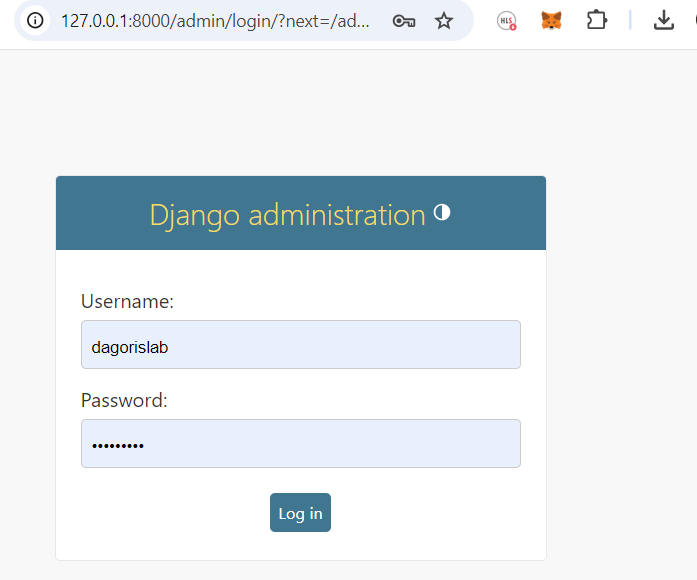 127.0.0.1:8000/admin/login/?next=/ad...
HLS
Django administration
Username:
dagorislab
Password:
•••••••••
Log in